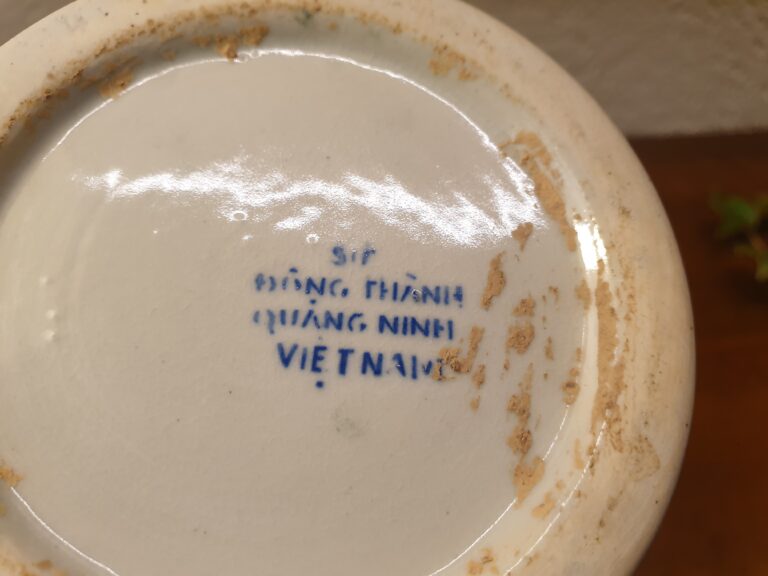 SỨ
ĐÔNG THÀNH
QUẢNG NINH
VIỆT NAM